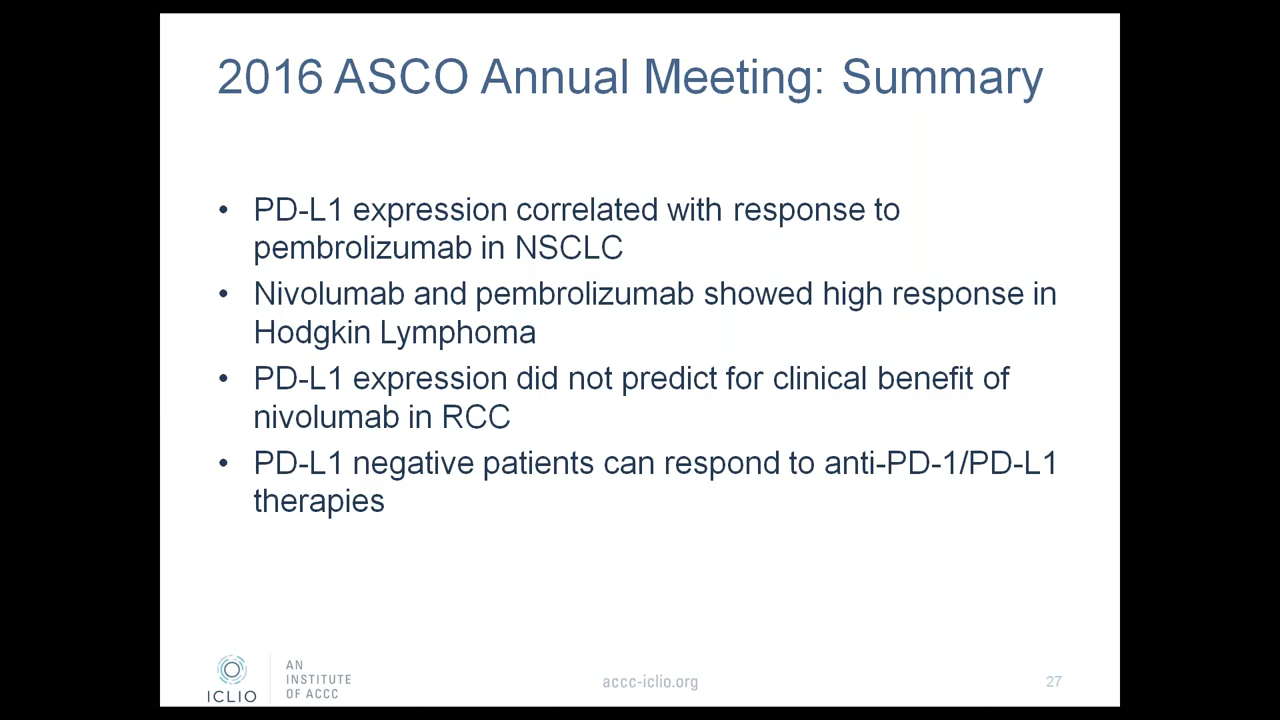 2016 ASCO Annual Meeting: Summary
• PD-L1 expression correlated with response to
pembrolizumab in NSCLC
• Nivolumab and pembrolizumab showed high response in
Hodgkin Lymphoma
• PD-L1 expression did not predict for clinical benefit of
nivolumab in RCC
• PD-L1 negative patients can respond to anti-PD-1/PD-L1
therapies
ICLIO
AN
INSTITUTE
OF ACCC
accc-iclio.org
27